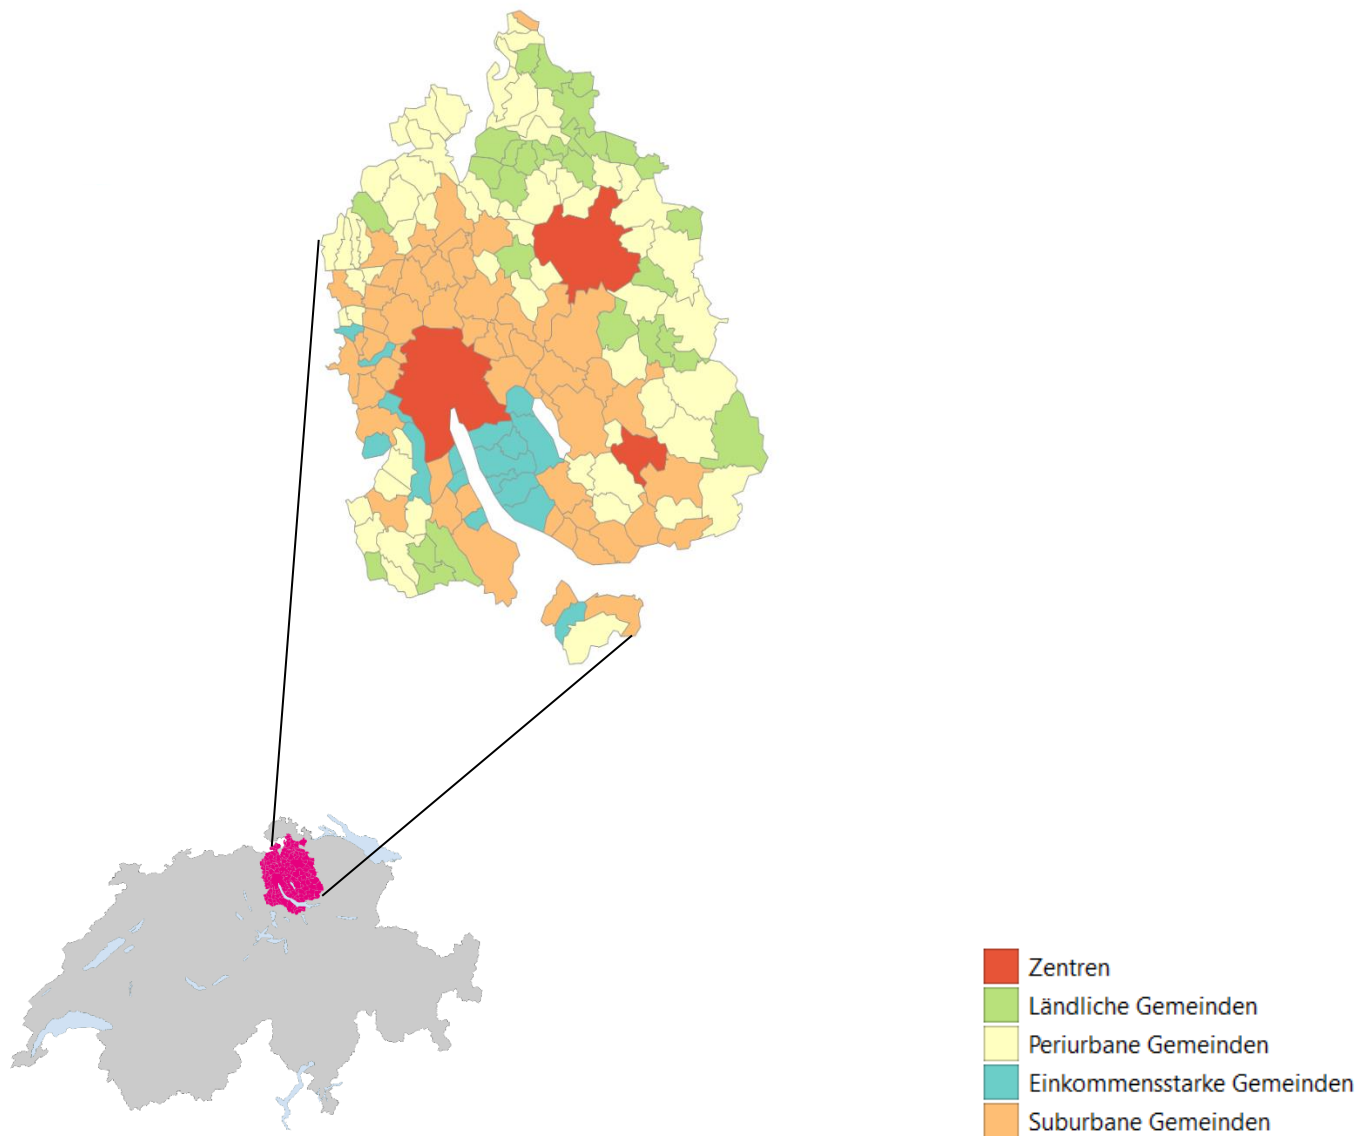 Zentren
Ländliche Gemeinden
Periurbane Gemeinden
Einkommensstarke Gemeinden
Suburbane Gemeinden